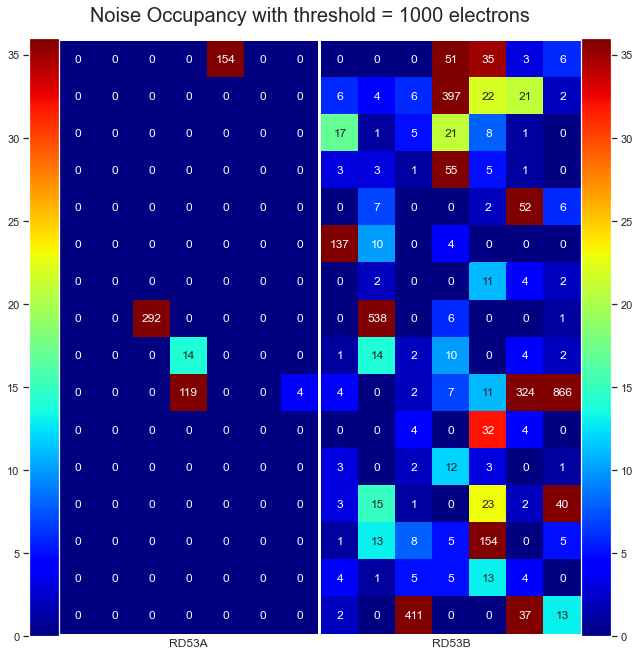 Noise Occupancy with threshold = 1000 electrons
35 0 0 0 0 154 0 0 0 0 0 51 35 3 6 35
0 0 0 0 0 0 0 6 4 6 397 22 21 2
30 0 0 0 0 0 0 0 17 1 5 21 8 1 0 30
0 0 0 0 0 0 0 3 3 1 55 5 1 0
25 0 0 0 0 0 0 0 0 7 0 0 2 52 6 25
0 0 0 0 0 0 0 137 10 0 4 0 0 0
0 0 0 0 0 0 0 0 2 0 0 11 4 2
20 0 0 292 0 0 0 0 0 538 0 6 0 0 1 20
0 0 0 14 0 0 0 1 14 2 10 0 4 2
15 0 0 0 119 0 0 4 4 0 2 7 11 324 866 15
0 0 0 0 0 0 0 0 0 4 0 32 4 0
10 0 0 0 0 0 0 0 3 0 2 12 3 0 1 10
0 0 0 0 0 0 0 3 15 1 0 23 2 40
5 0 0 0 0 0 0 0 1 13 8 5 154 0 5 5
0 0 0 0 0 0 0 4 1 5 5 13 4 0
0 0 0 0 0 0 0 2 0 411 0 0 37 13
0 RD53A RD53B 0